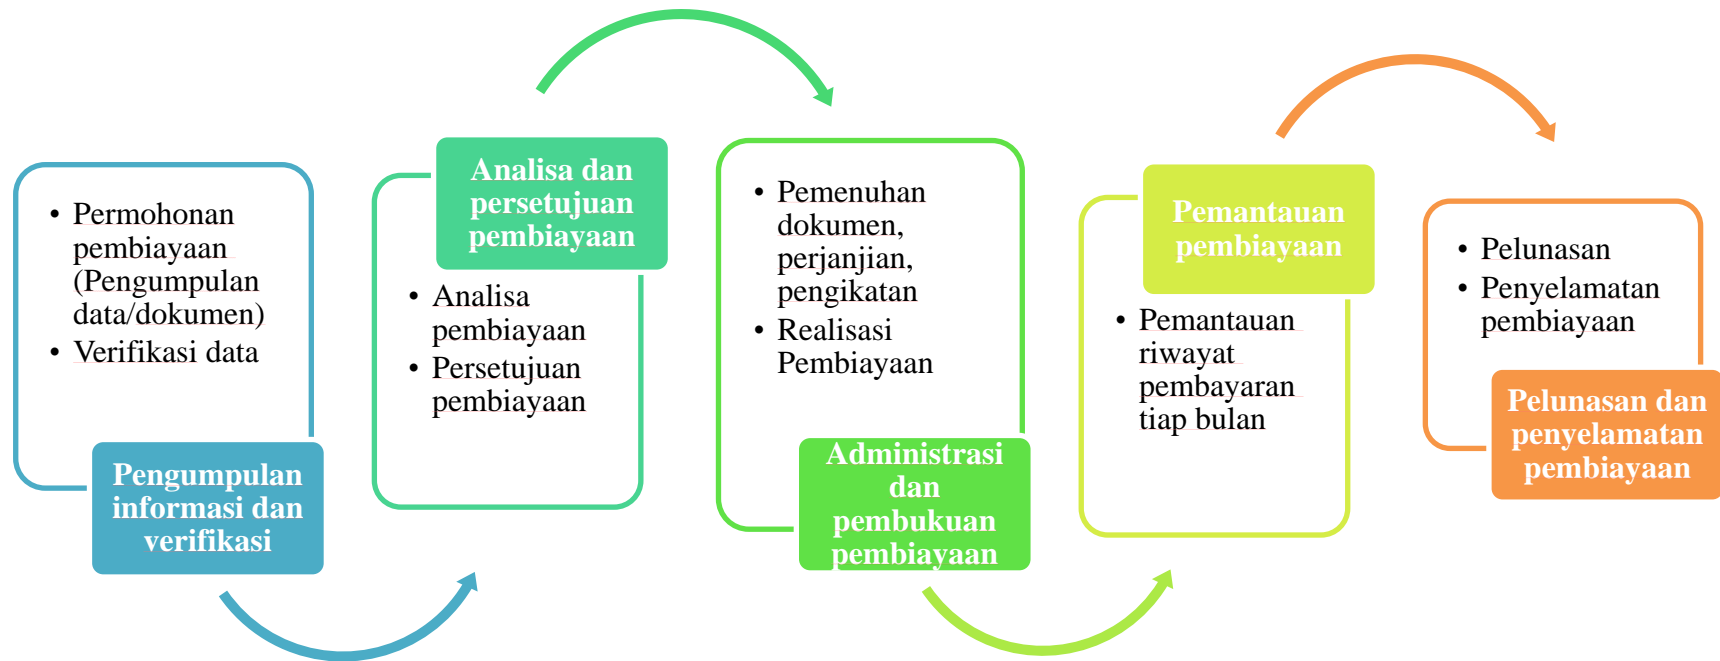 • Permohonan
pembiayaan
(Pengumpulan
data/dokumen)
• Verifikasi data
Pengumpulan
informasi dan
verifikasi
Analisa dan
persetujuan
pembiayaan
• Analisa
pembiayaan
• Persetujuan
pembiayaan
• Pemenuhan
dokumen,
perjanjian,
pengikatan
• Realisasi
Pembiayaan
Administrasi
dan
pembukuan
pembiayaan
Pemantauan
pembiayaan
• Pemantauan
riwayat
pembayaran
tiap bulan
• Pelunasan
• Penyelamatan
pembiayaan
Pelunasan dan
penyelamatan
pembiayaan